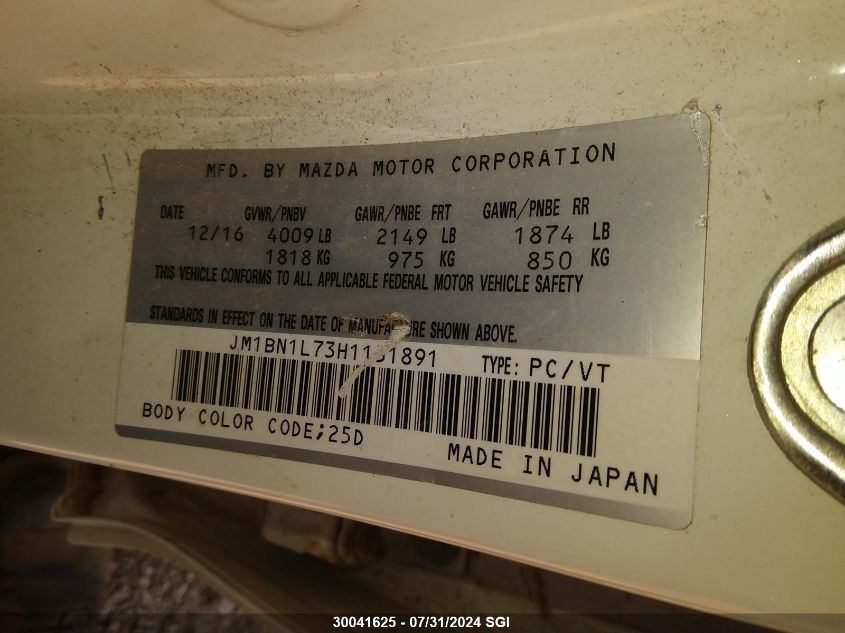 MFD. BY MAZDA MOTOR CORPORATION
DATE GVWR/PNBV GAWR/PNBE FRT GAWR/PNBE RR
12/16 4009 LB 2149 LB 1874 LB
1818 KG 975 KG 850 KG
THIS VEHICLE CONFORMS TO ALL APPLICABLE FEDERAL MOTOR VEHICLE SAFETY
STANDARDS IN EFFECT ON THE DATE OF MANUFACTURE SHOWN ABOVE.
JM1BN1L73H1131891 TYPE: PC/VT
BODY COLOR CODE;25D
MADE IN JAPAN
30041625 - 07/31/2024 SGI